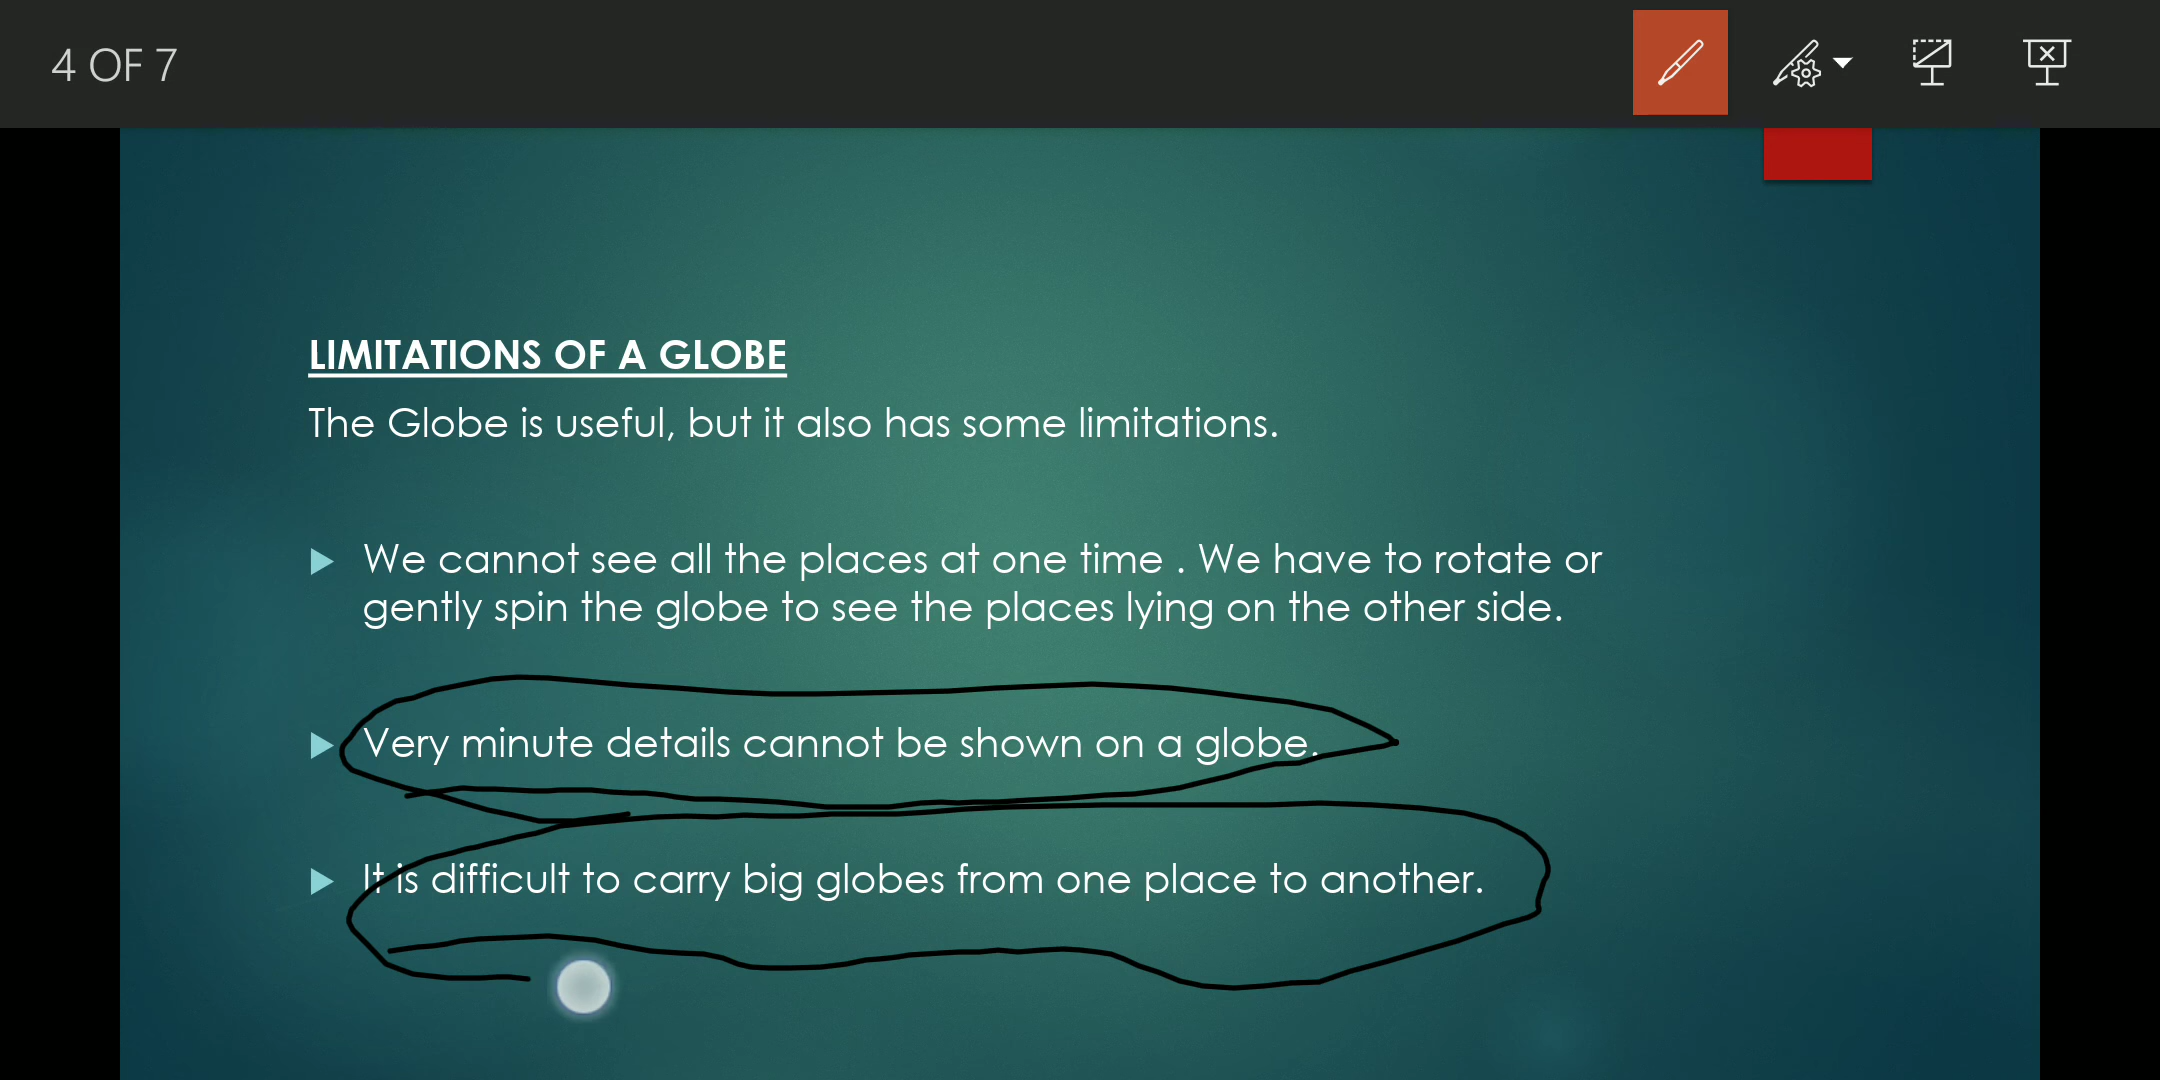 4 OF 7
LIMITATIONS OF A GLOBE
The Globe is useful, but it also has some limitations.
We cannot see all the places at one time . We have to rotate or
gently spin the globe to see the places lying on the other side.
Very minute details cannot be shown on a globe.
It is difficult to carry big globes from one place to another.